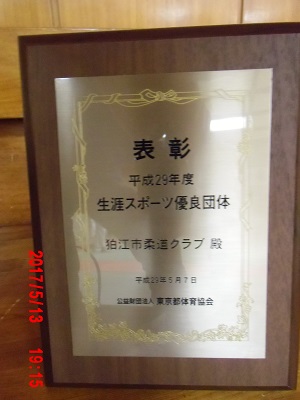 表彰
平成29年度
生涯スポーツ優良団体
狛江市柔道クラブ 殿
平成29年5月7日
公益財団法人 東京都体育協会
2017/5/13 19:15